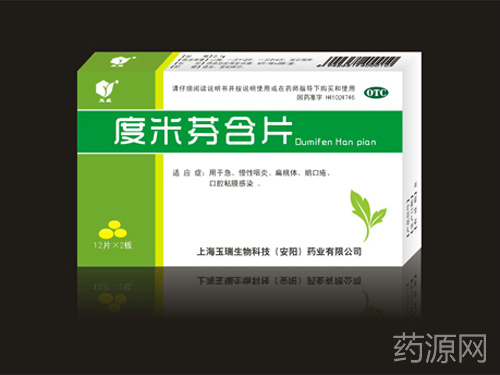 请仔细阅读说明书并按说明使用或在药师指导下购买和使用
国药准字 H41024746
OTC
度米芬含片
Dumifen Han pian
适 应 症：用于急、慢性咽炎、扁桃体、鹅口疮、
口腔粘膜感染 。
12片×2板
上海玉瑞生物科技（安阳）药业有限公司
药源网